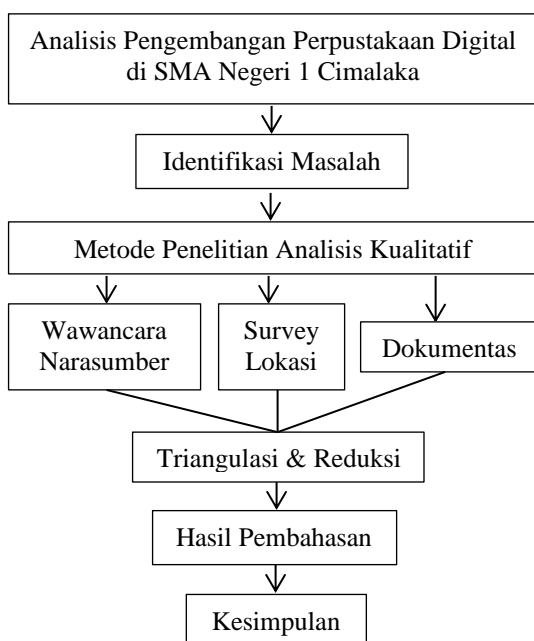 Analisis Pengembangan Perpustakaan Digital
di SMA Negeri 1 Cimalaka
Identifikasi Masalah
Metode Penelitian Analisis Kualitatif
Wawancara
Narasumber
Survey
Lokasi
Dokumentas
Triangulasi & Reduksi
Hasil Pembahasan
Kesimpulan